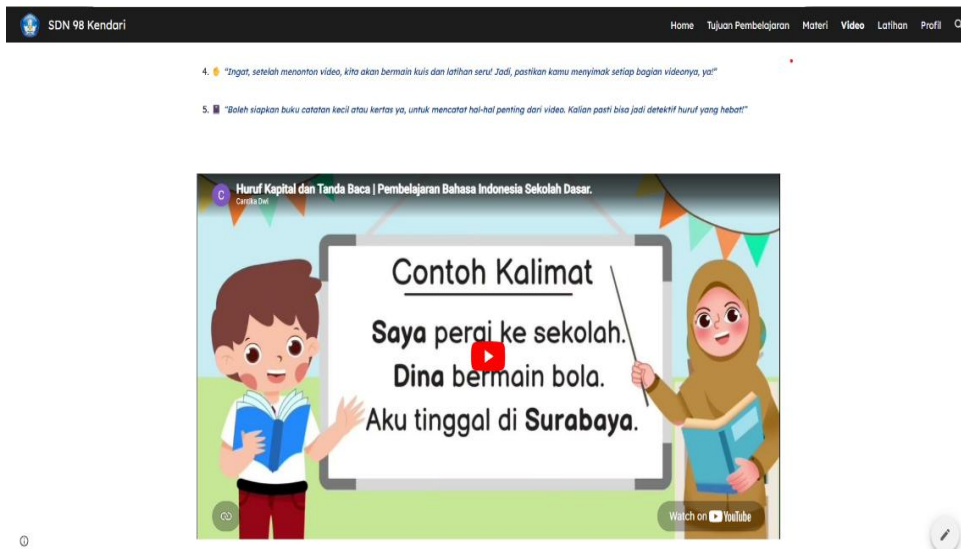 SDN 98 Kendari
Home Tujuan Pembelajaran Materi Video Latihan Profil
4. ✋ "Ingat, setelah menonton video, kita akan bermain kuis dan latihan seru! Jadi, pastikan kamu menyimak setiap bagian videonya, ya!"
5. 📓 "Boleh siapkan buku catatan kecil atau kertas ya, untuk mencatat hal-hal penting dari video. Kalian pasti bisa jadi detektif huruf yang hebat!"
C
Huruf Kapital dan Tanda Baca | Pembelajaran Bahasa Indonesia Sekolah Dasar.
Cantika Dwi
Contoh Kalimat
Saya pergi ke sekolah.
Dina bermain bola.
Aku tinggal di Surabaya.
Watch on YouTube